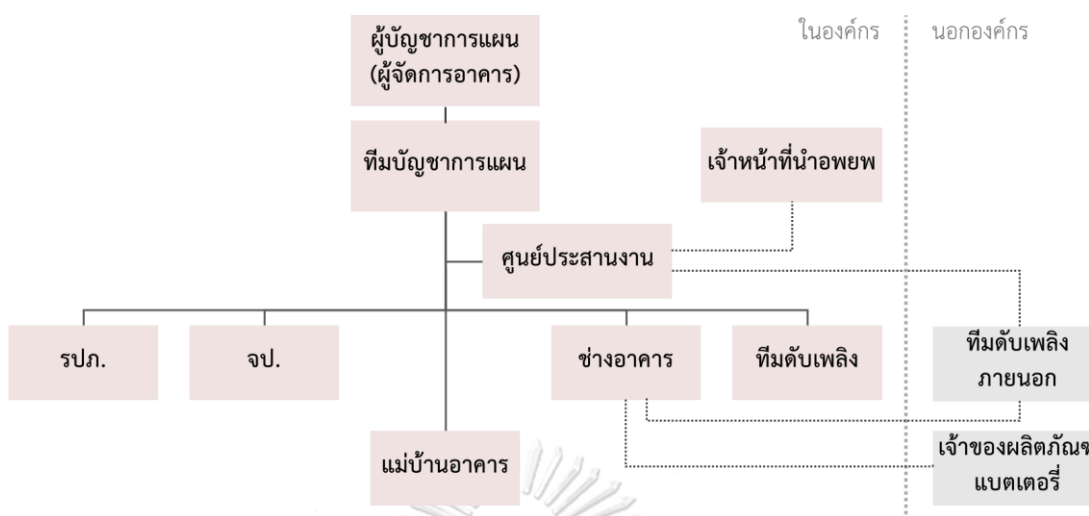 ผู้บัญชาการแผน
(ผู้จัดการอาคาร)
ในองค์กร
นอกองค์กร
ทีมบัญชาการแผน
เจ้าหน้าที่นำอพยพ
ศูนย์ประสานงาน
รปภ.
จป.
ช่างอาคาร
ทีมดับเพลิง
ทีมดับเพลิง
ภายนอก
แม่บ้านอาคาร
เจ้าของผลิตภัณฑ
แบตเตอรี่